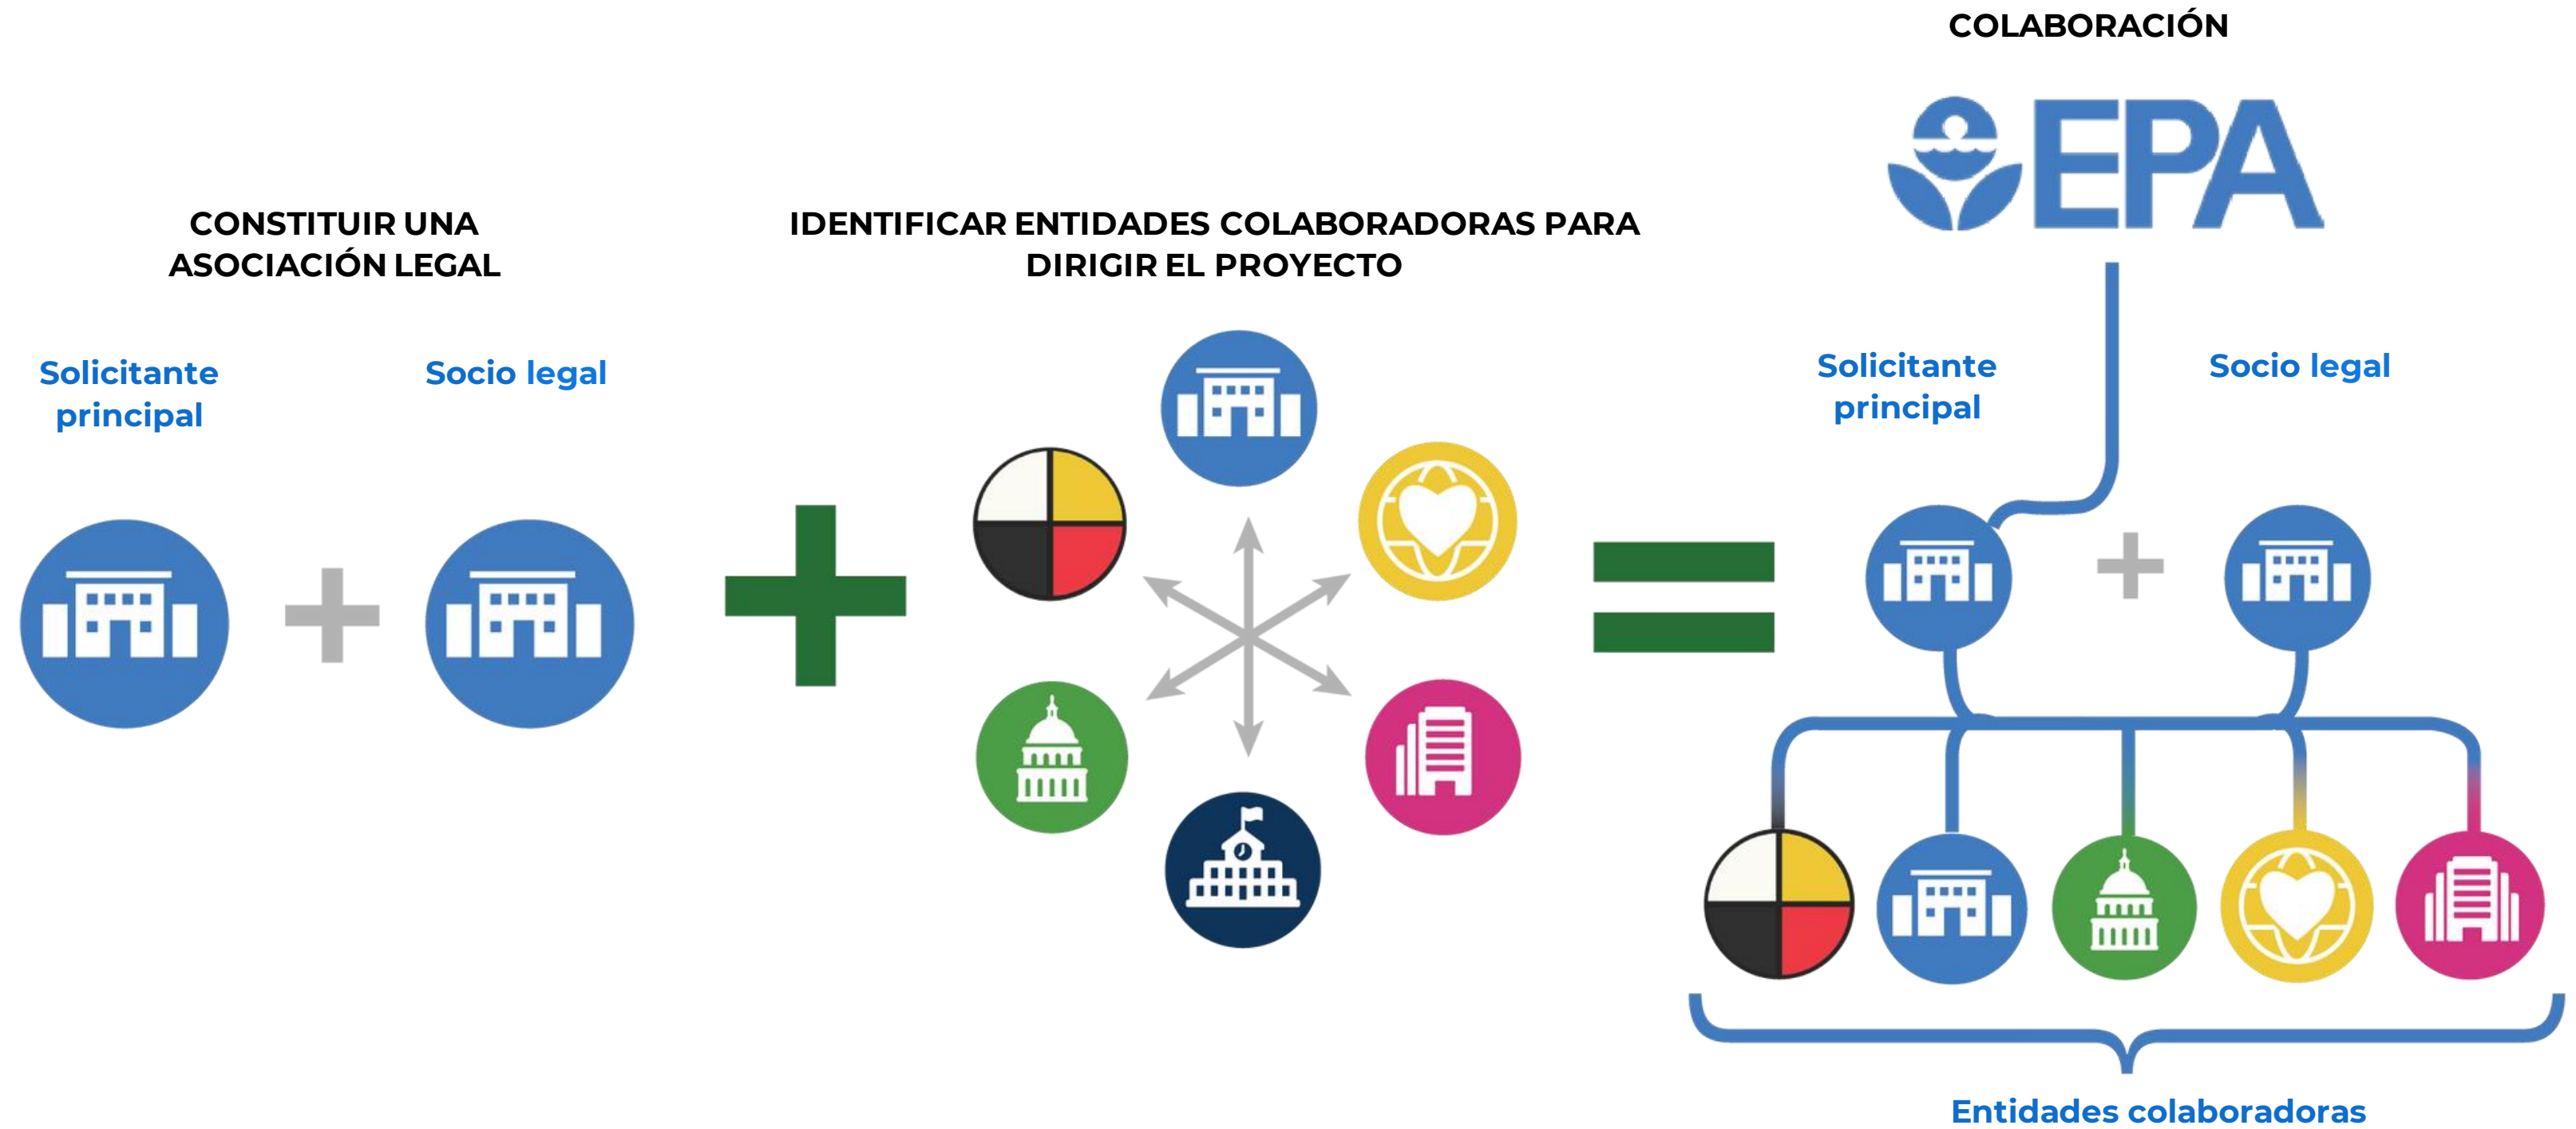 CONSTITUIR UNA
ASOCIACIÓN LEGAL
Solicitante
principal
Socio legal
IDENTIFICAR ENTIDADES COLABORADORAS PARA
DIRIGIR EL PROYECTO
COLABORACIÓN
EPA
Solicitante
principal
Socio legal
Entidades colaboradoras